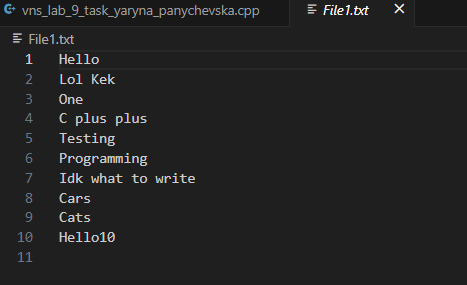 vns_lab_9_task_yaryna_panychevska.cpp File1.txt
File1.txt
1 Hello
2 Lol Kek
3 One
4 C plus plus
5 Testing
6 Programming
7 Idk what to write
8 Cars
9 Cats
10 Hello10
11